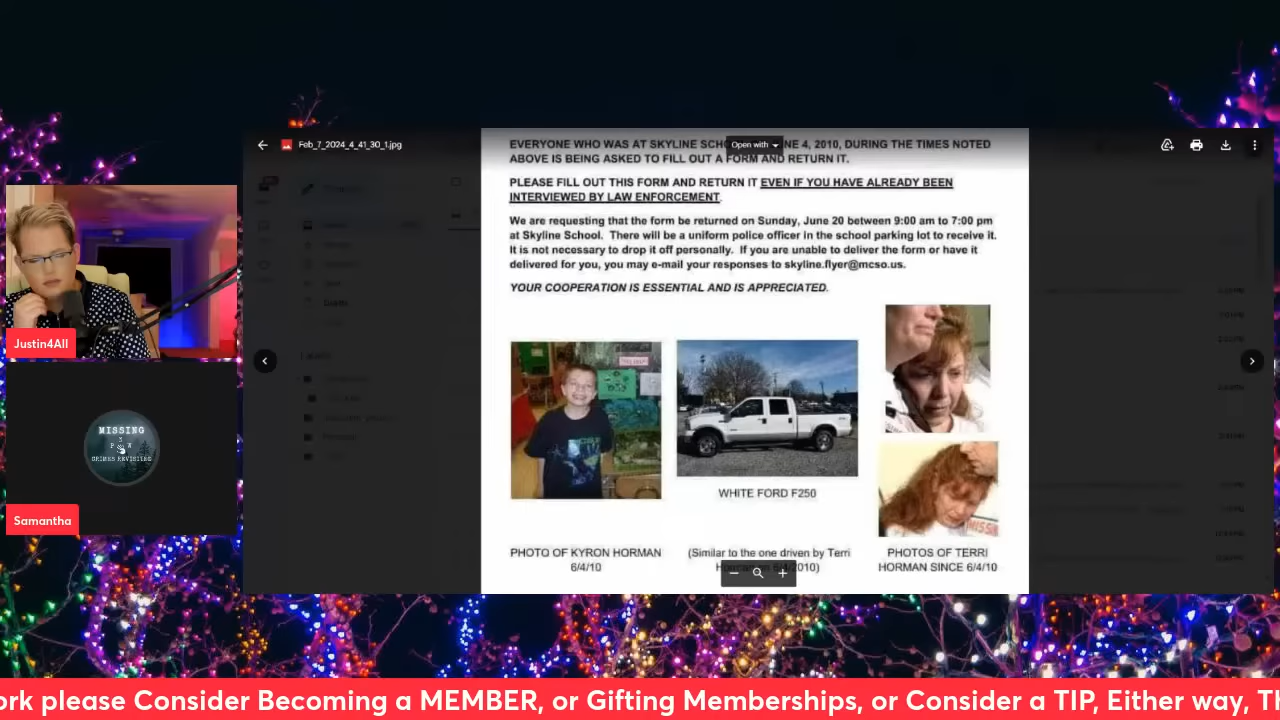 Feb_7_2024_4_41_30_1.jpg
Open with
EVERYONE WHO WAS AT SKYLINE NE 4, 2010, DURING THE TIMES NOTED
ABOVE IS BEING ASKED TO FILL OUT A FORM AND RETURN IT.
PLEASE FILL OUT THIS FORM AND RETURN IT EVEN IF YOU HAVE ALREADY BEEN
INTERVIEWED BY LAW ENFORCEMENT.
We are requesting that the form be returned on Sunday, June 20 between 9:00 am to 7:00 pm
at Skyline School. There will be a uniform police officer in the school parking lot to receive it.
It is not necessary to drop it off personally. If you are unable to deliver the form or have it
delivered for you, you may e-mail your responses to skyline.flyer@mcso.us.
YOUR COOPERATION IS ESSENTIAL AND IS APPRECIATED.
WHITE FORD F250
PHOTO OF KYRON HORMAN
6/4/10
(Similar to the one driven by Terri
2010)
PHOTOS OF TERRI
HORMAN SINCE 6/4/10
MISSIN
Justin4All
MISSING
CRIMES REVISITED
Samantha
ork please Consider Becoming a MEMBER, or Gifting Memberships, or Consider a TIP, Either way, T